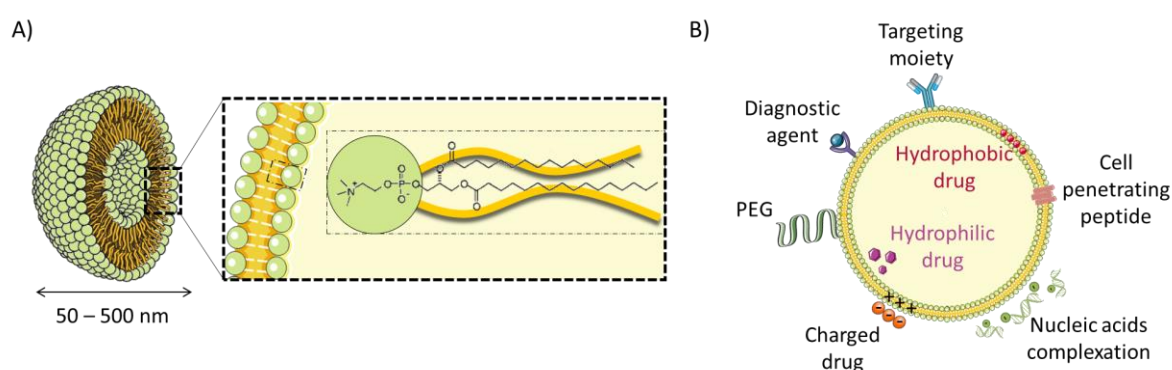 A)
50 – 500 nm
N
+
O
P
O
O
O
-
O
O
O
O
B)
Targeting
moiety
Diagnostic
agent
Hydrophobic
drug
Cell
penetrating
peptide
PEG
Hydrophilic
drug
+ + +
- - -
Charged
drug
Nucleic acids
complexation